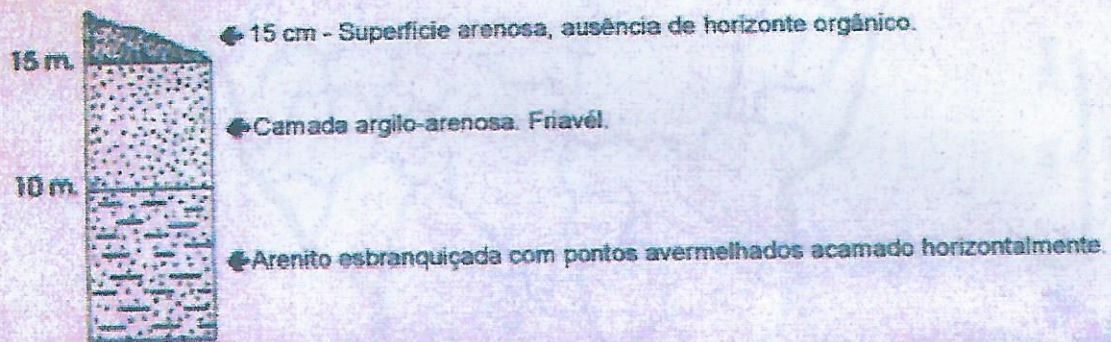 15 cm - Superfície arenosa, ausência de horizonte orgânico.
15 m.
Camada argilo-arenosa. Friavél.
10 m.
Arenito esbranquiçada com pontos avermelhados acamado horizontalmente.